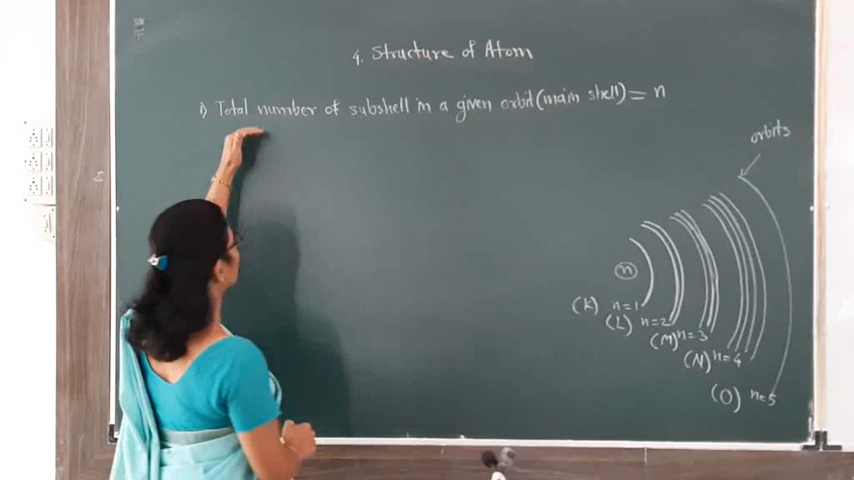 4. Structure of Atom
i) Total number of subshell in a given orbit (main shell) = n
orbits
n
(K) n=1
(L) n=2
(M) n=3
(N) n=4
(O) n=5